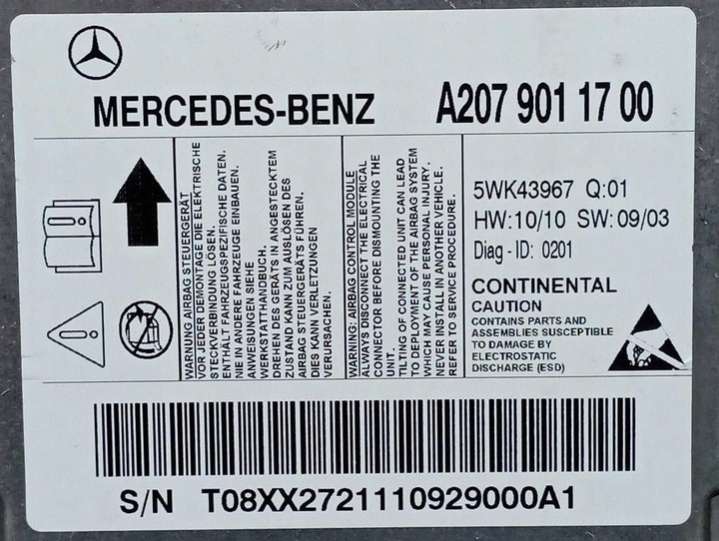 MERCEDES-BENZ A207 901 17 00
WARNUNG AIRBAG STEUERGERÄT
VOR JEDER DEMONTAGE DIE ELEKTRISCHE
STECKVERBINDUNG LÖSEN.
ENTHÄLT FAHRZEUGSPEZIFISCHE DATEN.
NIE IN ANDERE FAHRZEUGE EINBAUEN.
ANWEISUNGEN SIEHE
WERKSTATTHANDBUCH.
DREHEN DES GERÄTS IN ANGESTECKTEM
ZUSTAND KANN ZUM AUSLÖSEN DES
AIRBAG STEUERGERÄTS FÜHREN.
DIES KANN VERLETZUNGEN
VERURSACHEN.
WARNING: AIRBAG CONTROL MODULE
ALWAYS DISCONNECT THE ELECTRICAL
CONNECTOR BEFORE DISMOUNTING THE
UNIT.
TILTING OF CONNECTED UNIT CAN LEAD
TO DEPLOYMENT OF THE AIRBAG SYSTEM
WHICH MAY CAUSE PERSONAL INJURY.
NEVER INSTALL IN ANOTHER VEHICLE.
REFER TO SERVICE PROCEDURE.
5WK43967 Q:01
HW:10/10 SW:09/03
Diag - ID: 0201
CONTINENTAL
CAUTION
CONTAINS PARTS AND
ASSEMBLIES SUSCEPTIBLE
TO DAMAGE BY
ELECTROSTATIC
DISCHARGE (ESD)
S/N T08XX2721110929000A1